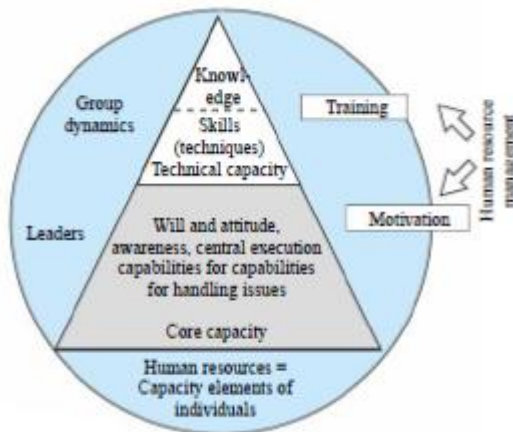 Knowl-
edge
Skills
(techniques)
Technical capacity
Group
dynamics
Training
Leaders
Will and attitude,
awareness, central execution
capabilities for capabilities
for handling issues
Core capacity
Motivation
Human resource
management
Human resources =
Capacity elements of
individuals